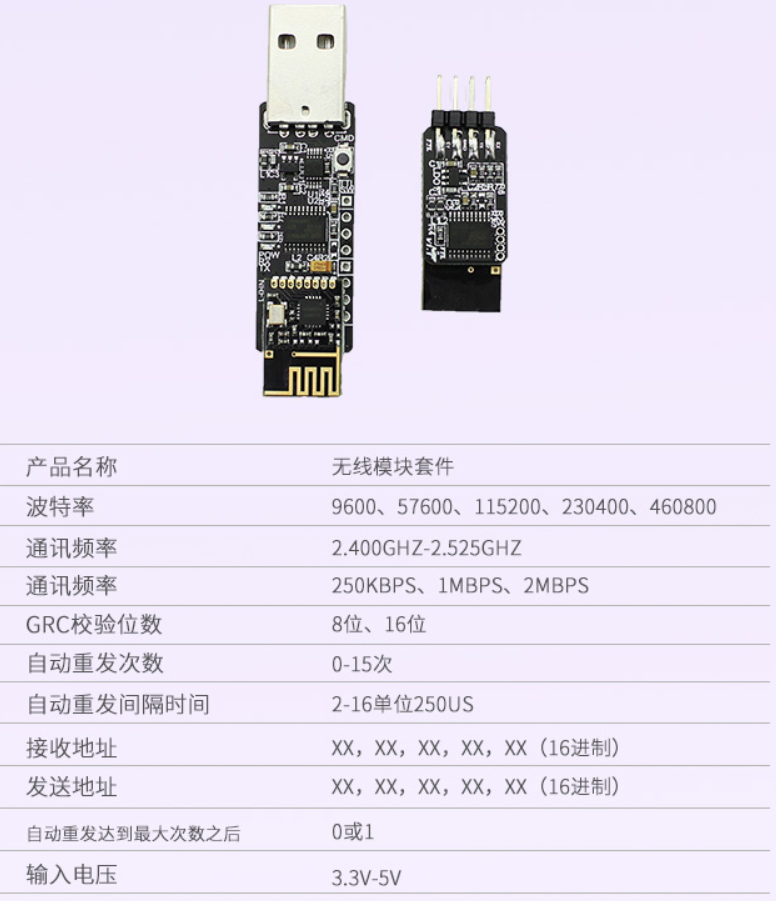 CMD
POW
RX
TX
L2
产品名称 无线模块套件
波特率 9600、57600、115200、230400、460800
通讯频率 2.400GHZ-2.525GHZ
通讯频率 250KBPS、1MBPS、2MBPS
GRC校验位数 8位、16位
自动重发次数 0-15次
自动重发间隔时间 2-16单位250US
接收地址 XX，XX，XX，XX，XX（16进制）
发送地址 XX，XX，XX，XX，XX（16进制）
自动重发达到最大次数之后 0或1
输入电压 3.3V-5V